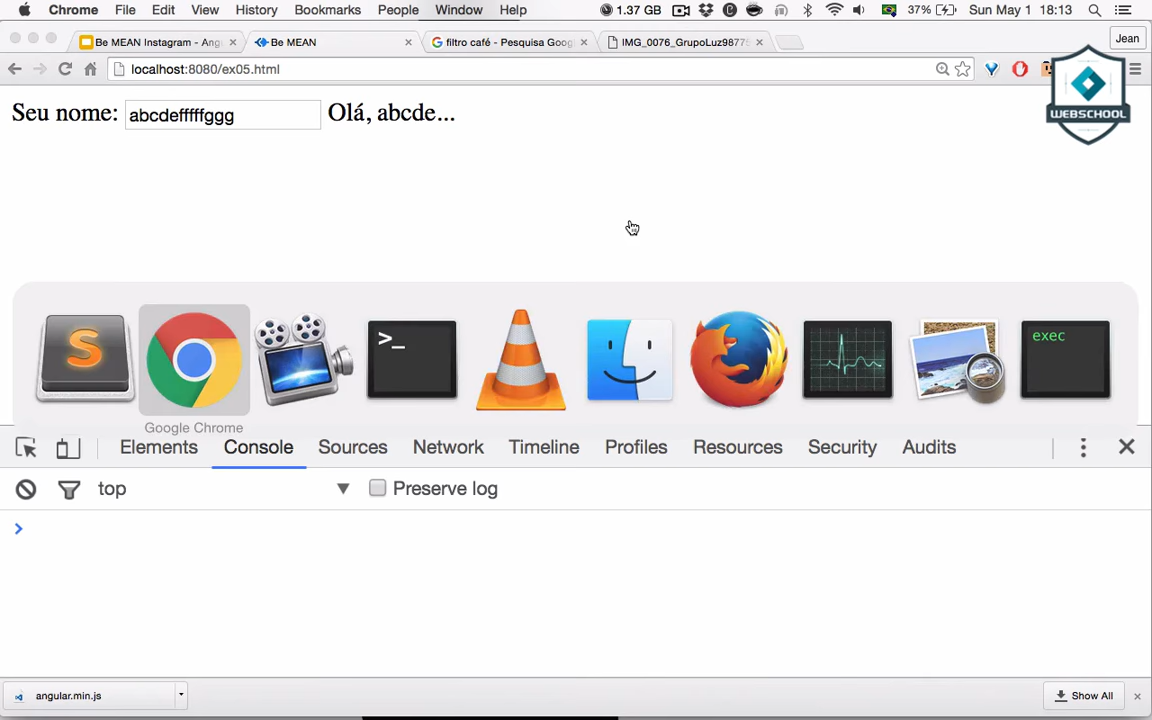 Chrome File Edit View History Bookmarks People Window Help 1.37 GB 37% Sun May 1 18:13
Be MEAN Instagram - Ang Be MEAN filtro café - Pesquisa Goog IMG_0076_GrupoLuz9877 Jean
localhost:8080/ex05.html
WEBSCHOOL
Seu nome: abcdefffffggg Olá, abcde...
S >_ exec
Google Chrome
Elements Console Sources Network Timeline Profiles Resources Security Audits
top Preserve log
angular.min.js Show All